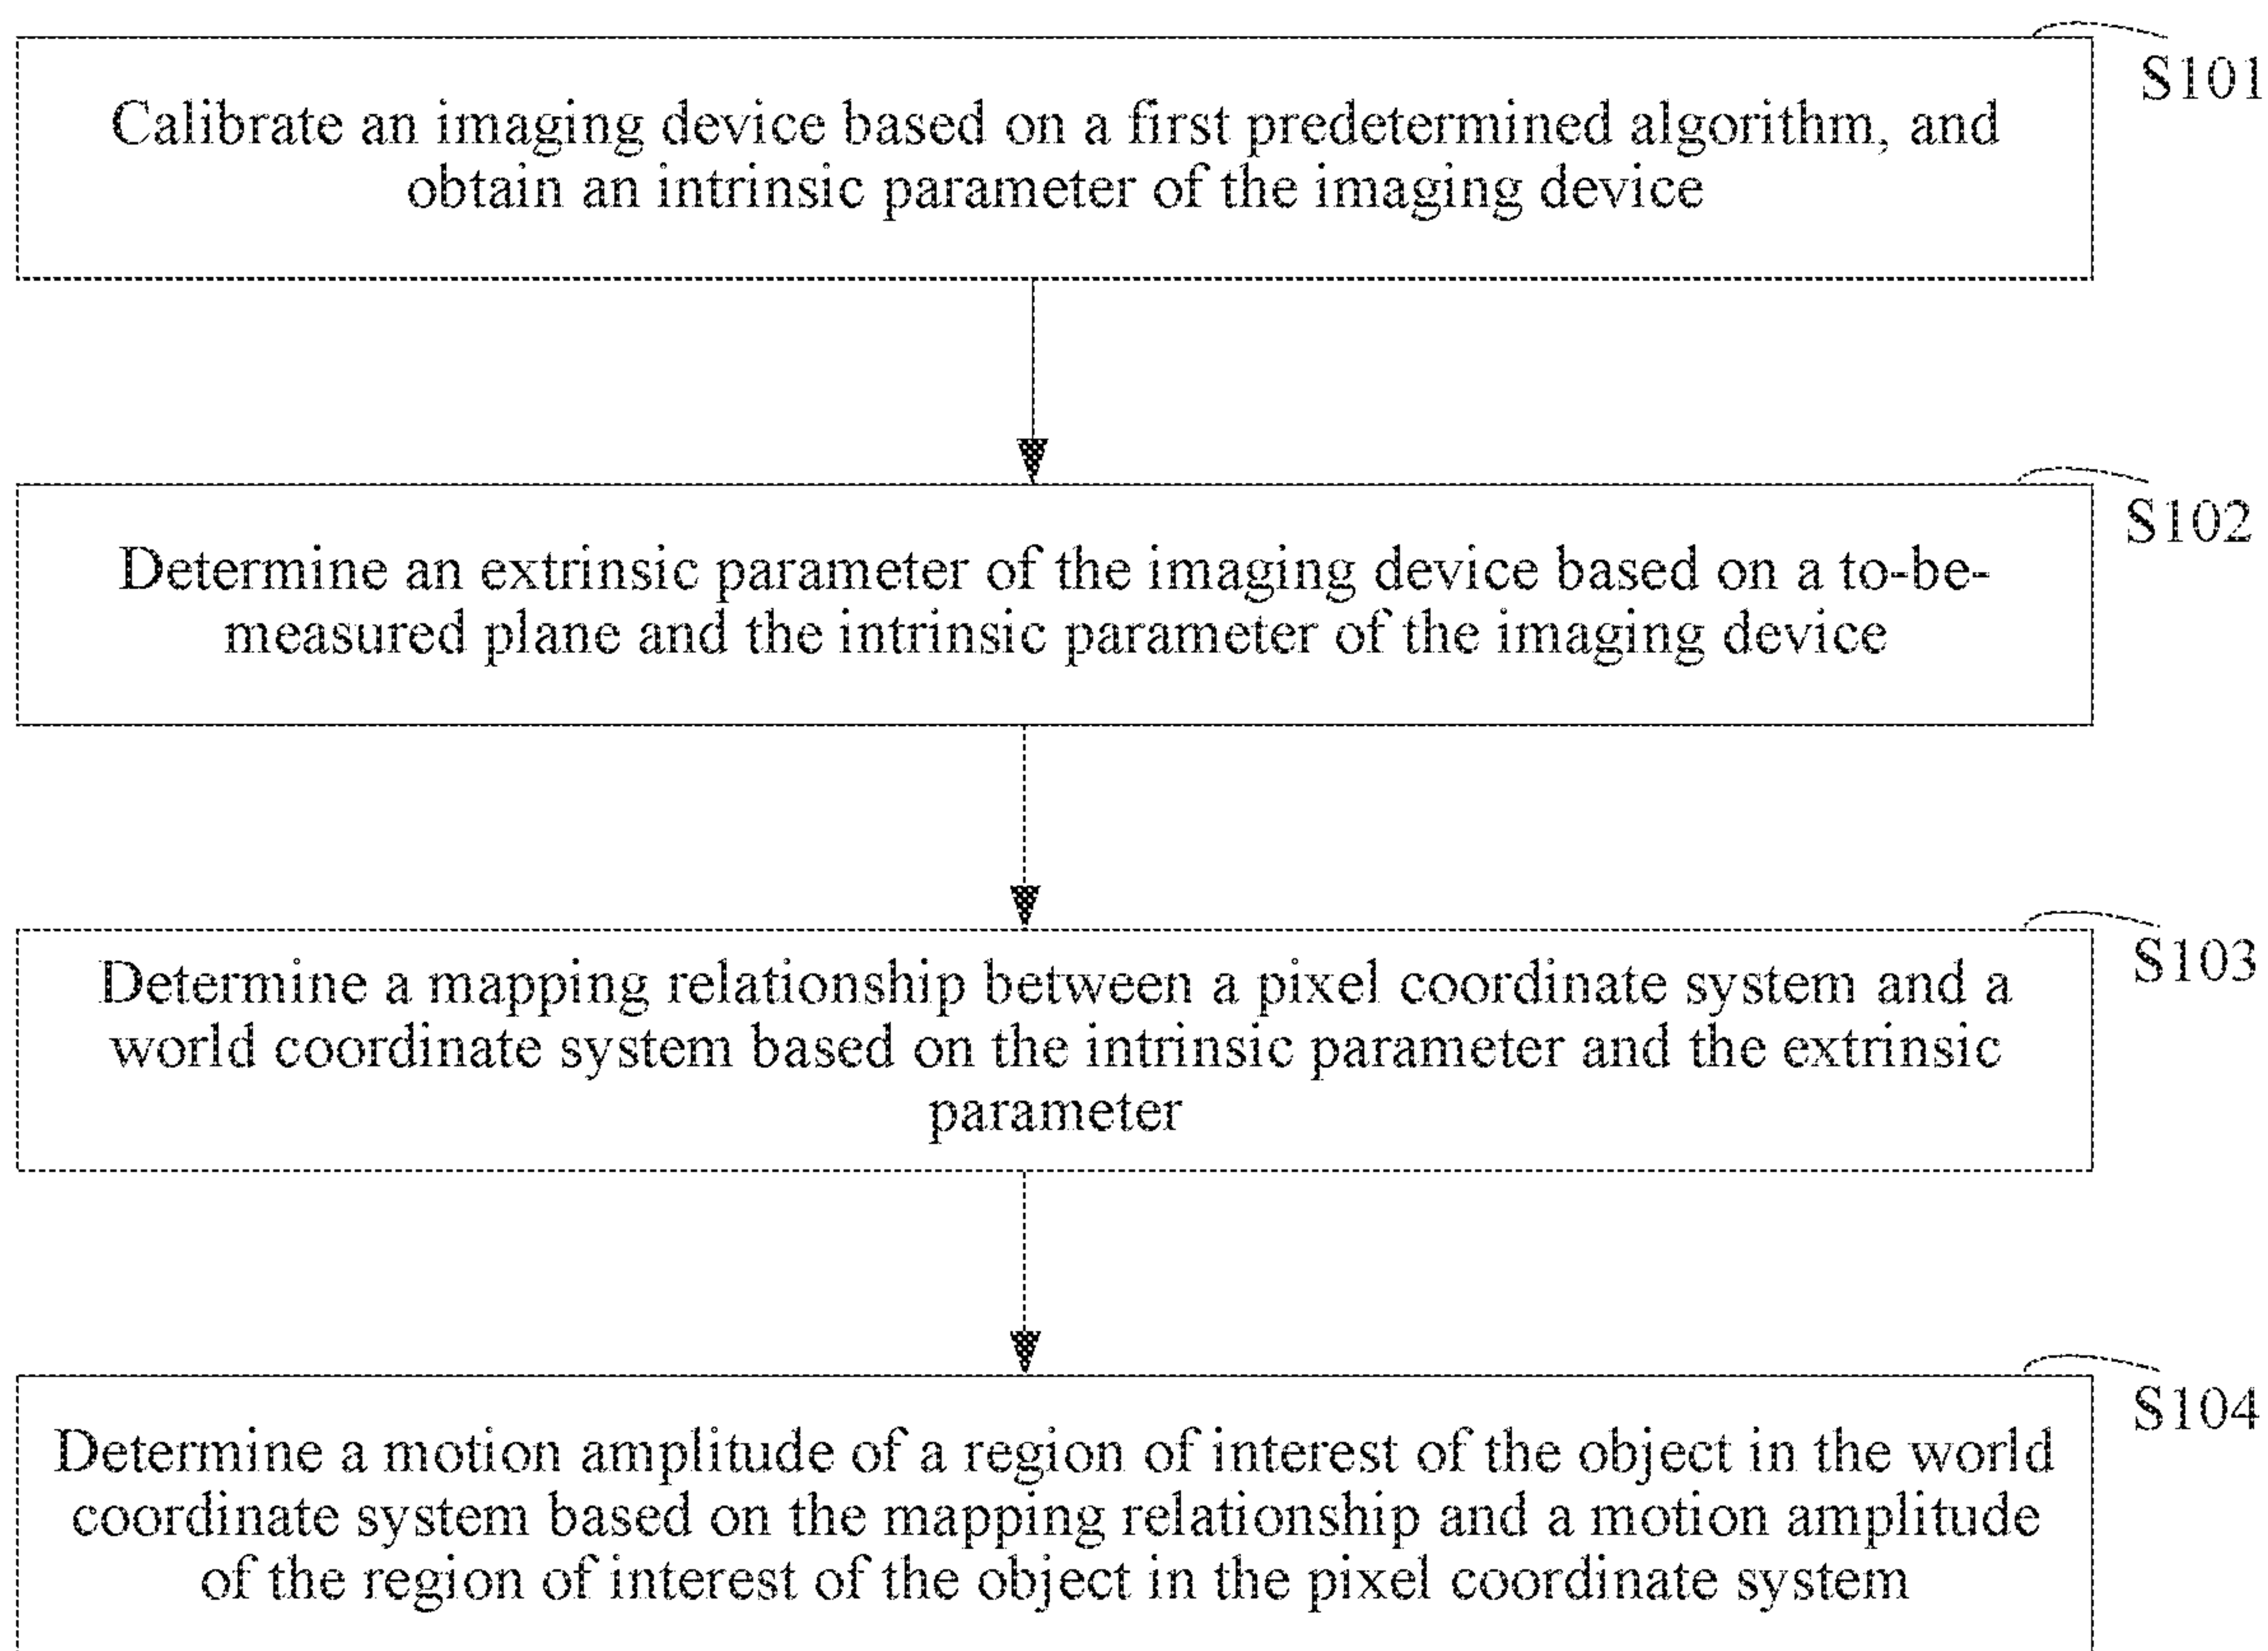 S101
Calibrate an imaging device based on a first predetermined algorithm, and
obtain an intrinsic parameter of the imaging device
S102
Determine an extrinsic parameter of the imaging device based on a to-be-
measured plane and the intrinsic parameter of the imaging device
S103
Determine a mapping relationship between a pixel coordinate system and a
world coordinate system based on the intrinsic parameter and the extrinsic
parameter
S104
Determine a motion amplitude of a region of interest of the object in the world
coordinate system based on the mapping relationship and a motion amplitude
of the region of interest of the object in the pixel coordinate system